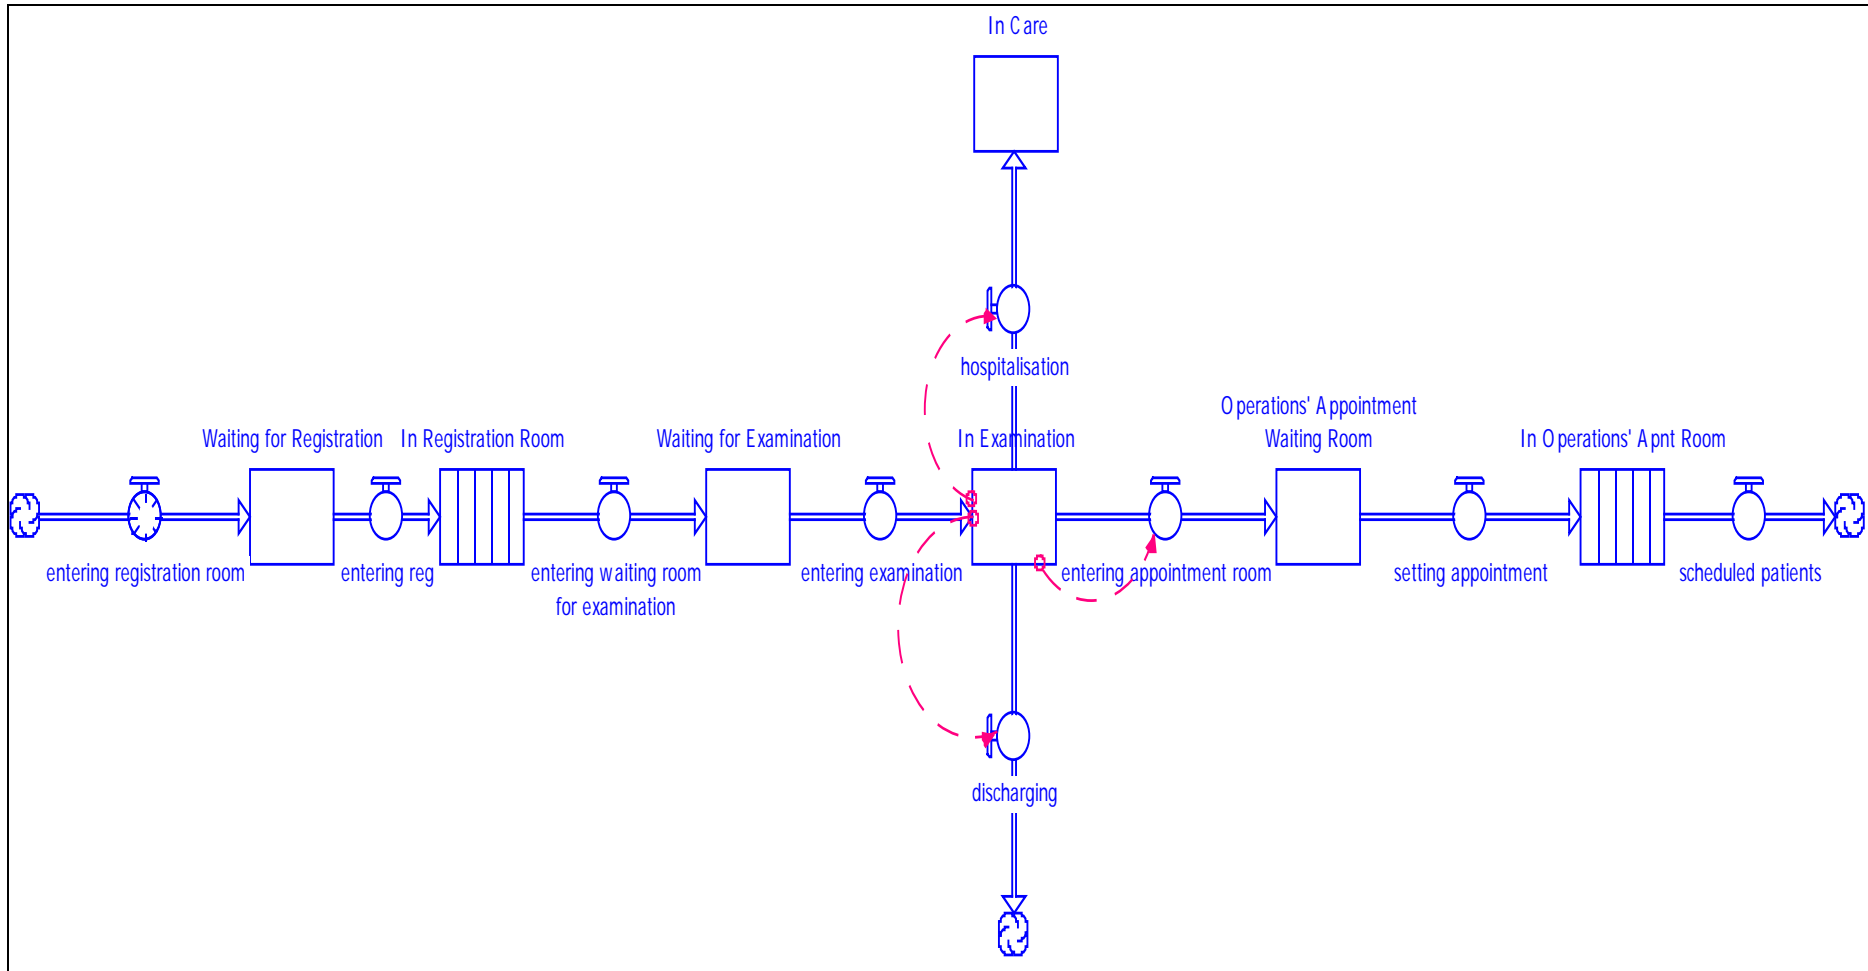 In Care
hospitalisation
Operations' Appointment
Waiting Room
Waiting for Registration
In Registration Room
Waiting for Examination
In Examination
In Operations' Apnt Room
entering registration room
entering reg
entering waiting room
for examination
entering examination
entering appointment room
setting appointment
scheduled patients
discharging